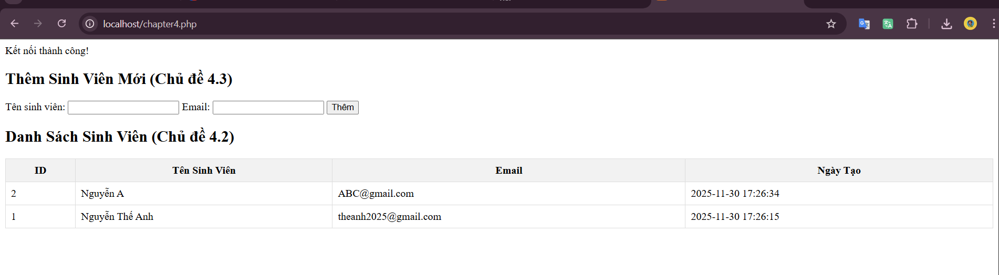 localhost/chapter4.php
Kết nối thành công!
Thêm Sinh Viên Mới (Chủ đề 4.3)
Tên sinh viên: Email: Thêm
Danh Sách Sinh Viên (Chủ đề 4.2)
ID Tên Sinh Viên Email Ngày Tạo
2 Nguyễn A ABC@gmail.com 2025-11-30 17:26:34
1 Nguyễn Thế Anh theanh2025@gmail.com 2025-11-30 17:26:15